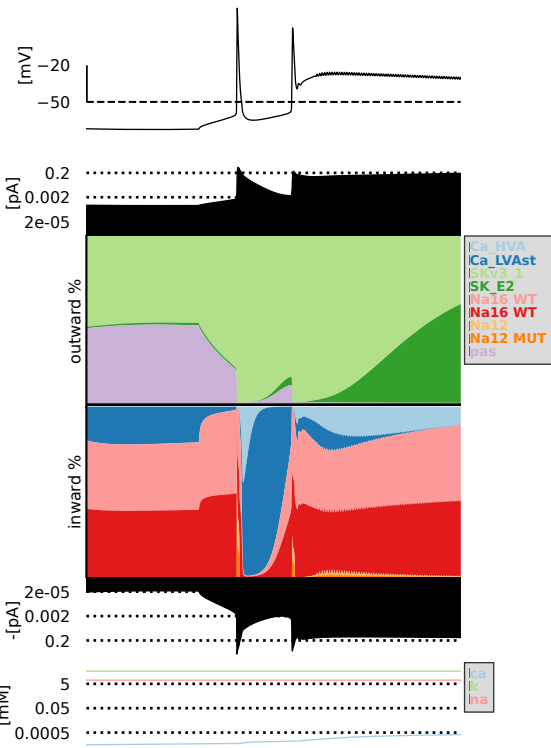 [mV]
−20
−50
[pA]
0.2
0.002
2e-05
outward %
Ca_HVA
Ca_LVAst
SKv3_1
SK_E2
Na16 WT
Na16 WT
Na12
Na12 MUT
pas
inward %
-[pA]
2e-05
0.002
0.2
[mM]
5
0.05
0.0005
ca
k
na